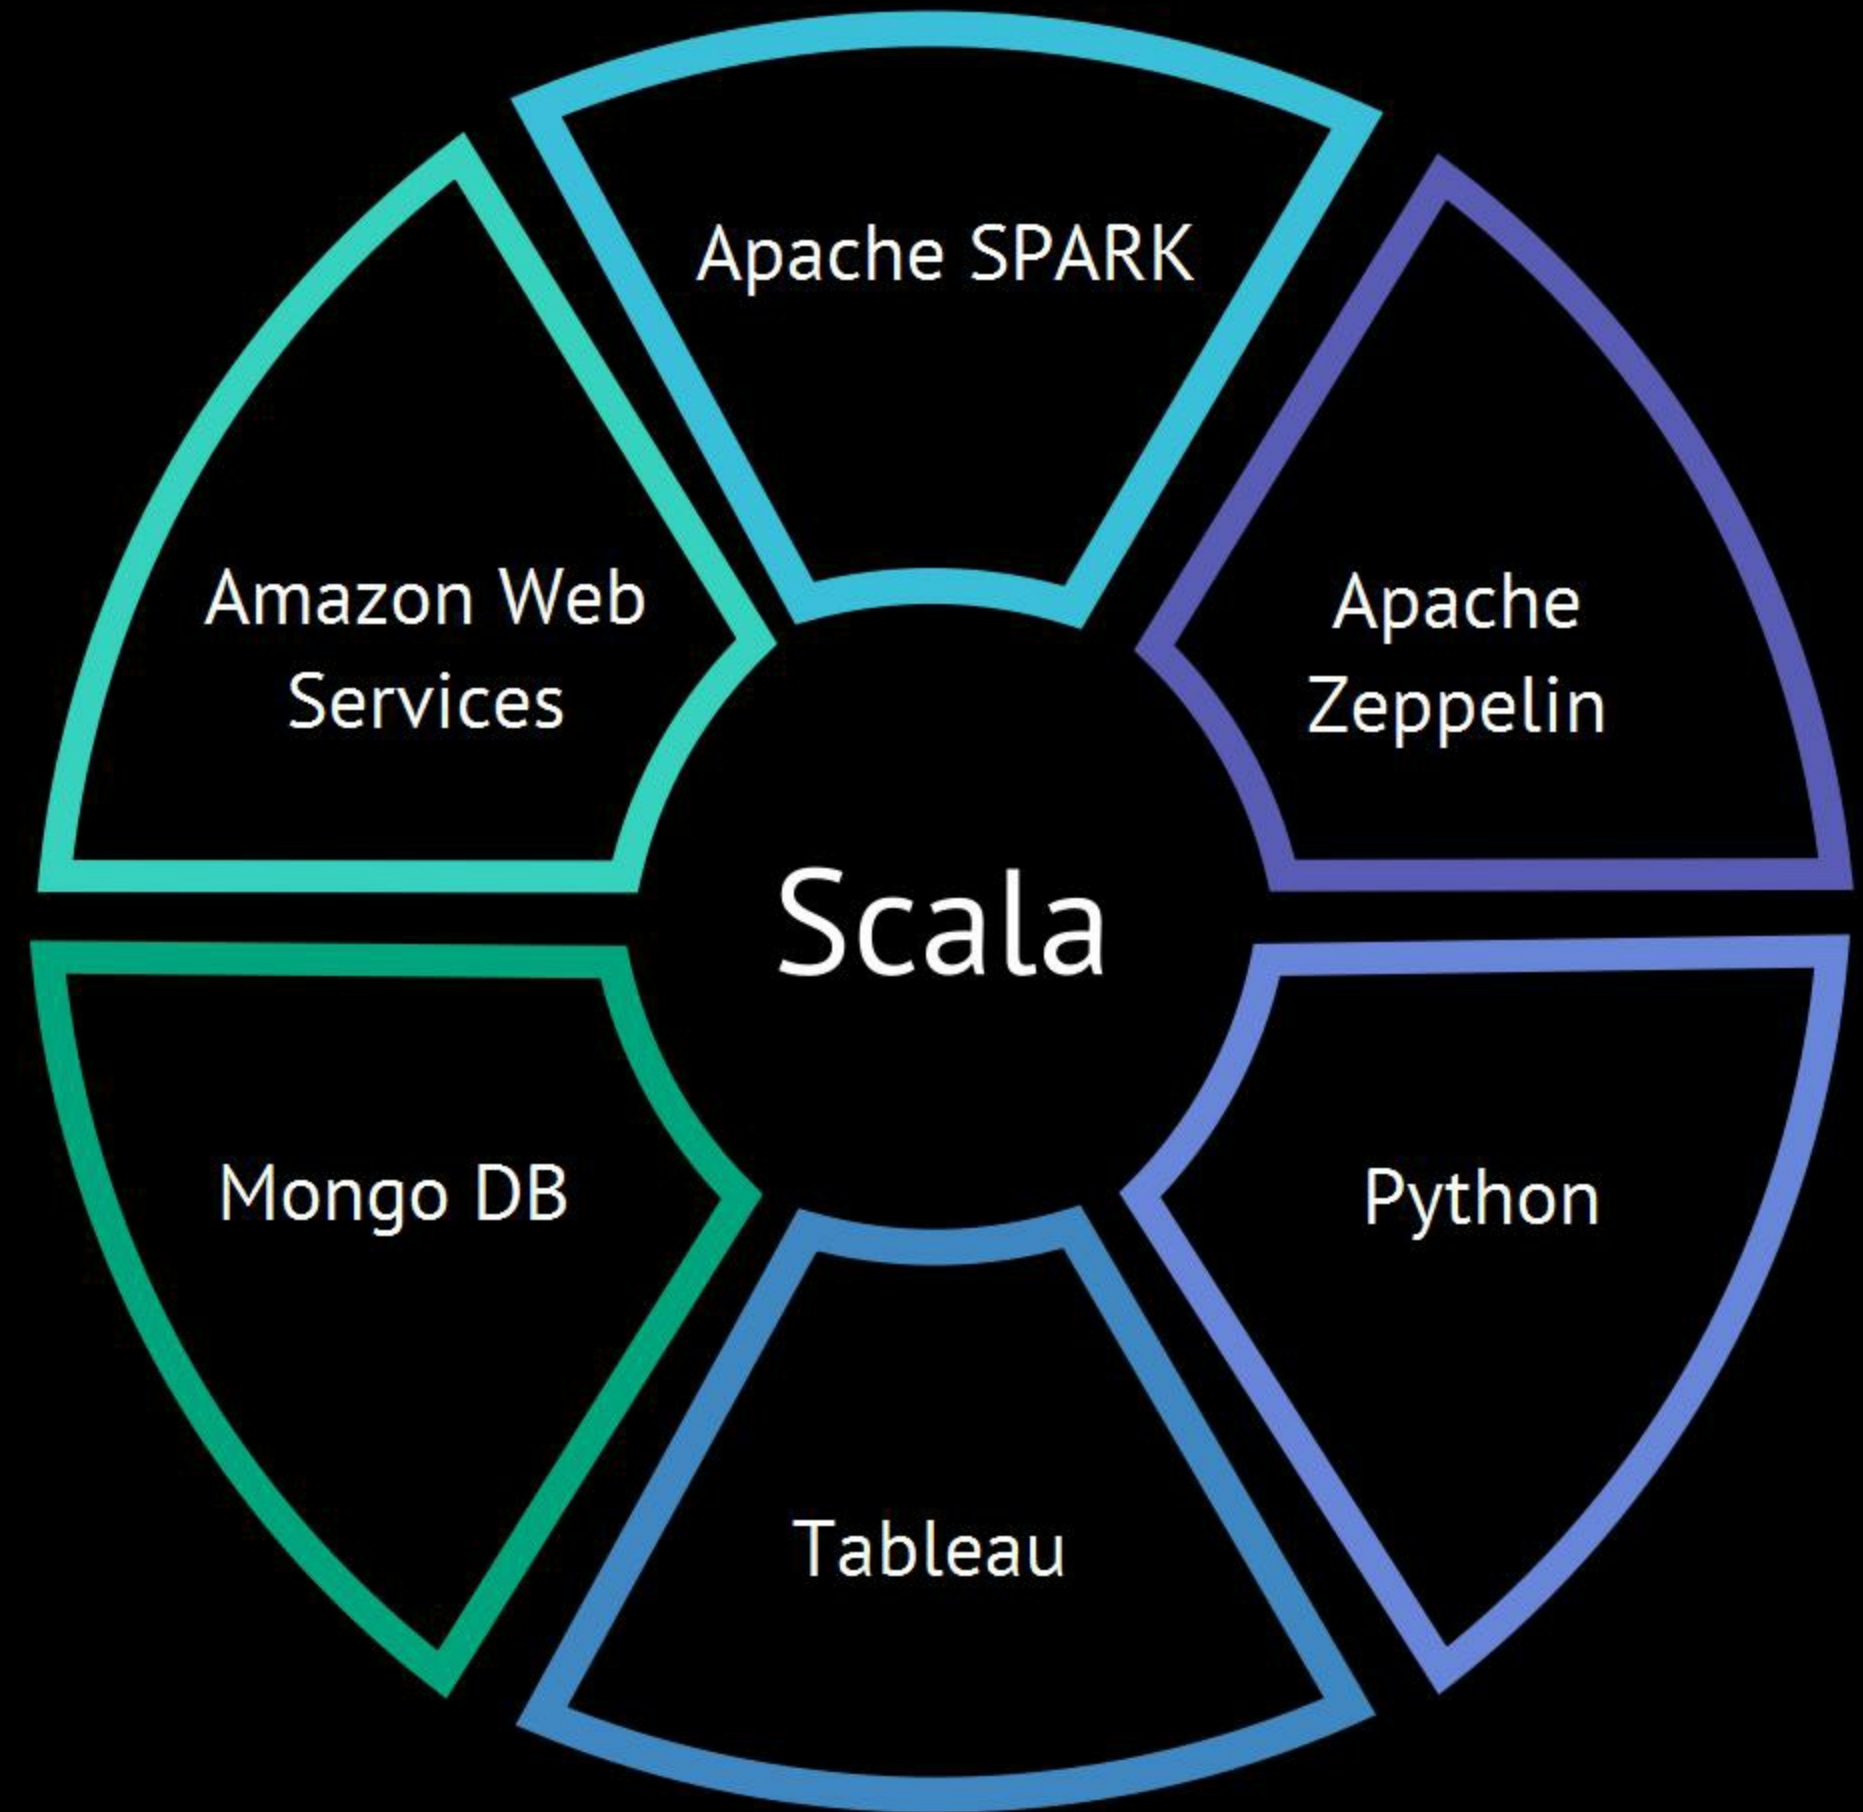 Apache SPARK
Amazon Web
Services
Apache
Zeppelin
Scala
Mongo DB
Python
Tableau